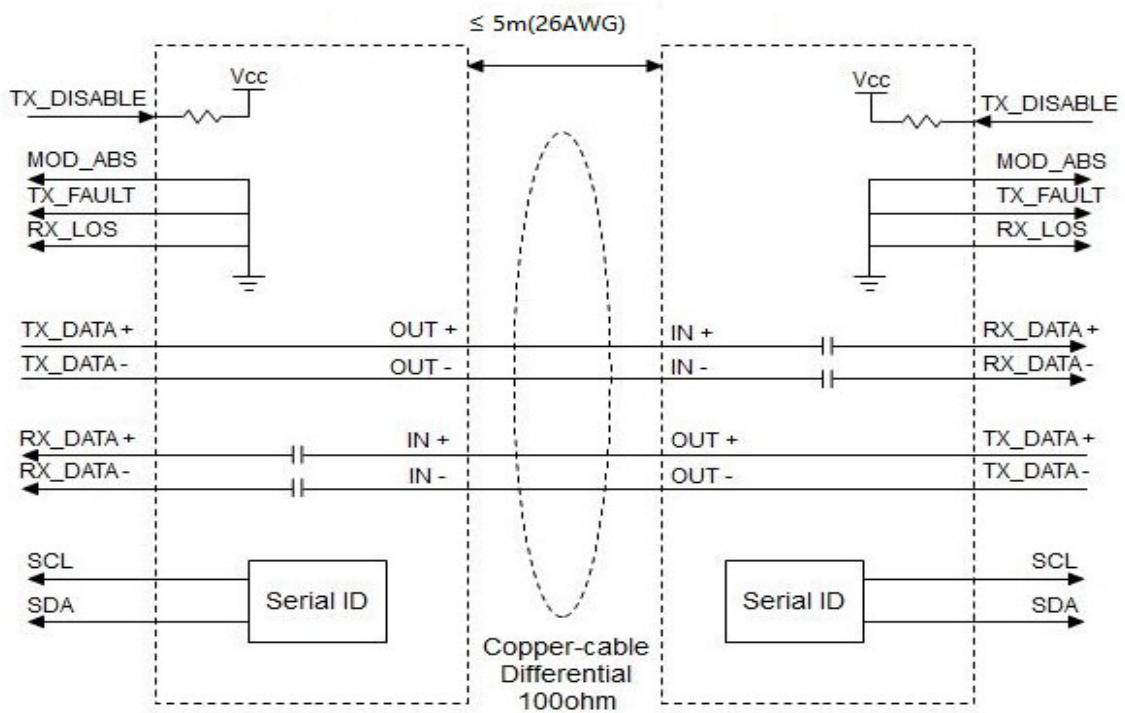 ≤ 5m(26AWG)
Vcc
Vcc
TX_DISABLE
TX_DISABLE
MOD_ABS
MOD_ABS
TX_FAULT
TX_FAULT
RX_LOS
RX_LOS
TX_DATA+ OUT + IN + RX_DATA+
TX_DATA- OUT - IN - RX_DATA-
RX_DATA+ IN + OUT + TX_DATA+
RX_DATA- IN - OUT - TX_DATA-
SCL
SCL
Serial ID
Serial ID
SDA
SDA
Copper-cable
Differential
100ohm